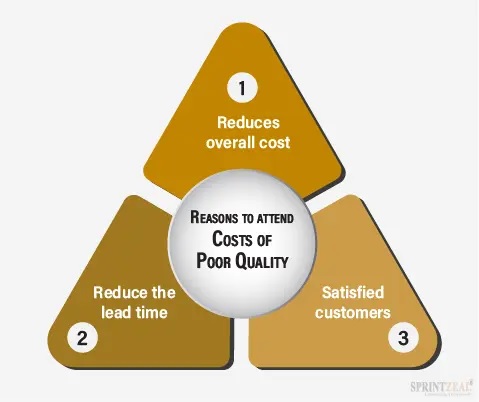 1
Reduces
overall cost
REASONS TO ATTEND
COSTS OF
POOR QUALITY
Reduce the
lead time
2
Satisfied
customers
3
SPRINTZEAL